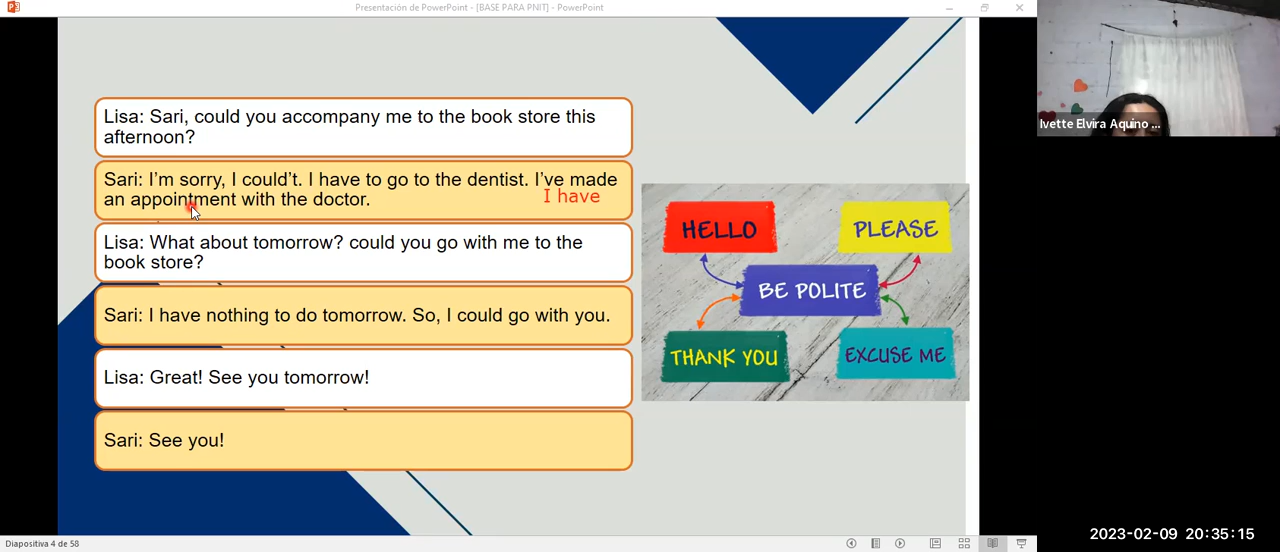 Presentación de PowerPoint - [BASE PARA PNIT] - PowerPoint
Lisa: Sari, could you accompany me to the book store this
afternoon?
Sari: I'm sorry, I could't. I have to go to the dentist. I've made
an appointment with the doctor.
I have
Lisa: What about tomorrow? could you go with me to the
book store?
Sari: I have nothing to do tomorrow. So, I could go with you.
Lisa: Great! See you tomorrow!
Sari: See you!
HELLO
PLEASE
BE POLITE
THANK YOU
EXCUSE ME
Ivette Elvira Aquino ...
Diapositiva 4 de 58
2023-02-09 20:35:15